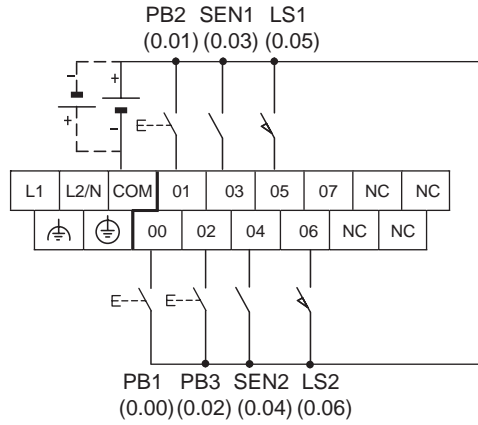 PB2 SEN1 LS1
(0.01) (0.03) (0.05)
- +
+ -
L1 L2/N COM 01 03 05 07 NC NC
00 02 04 06 NC NC
PB1 PB3 SEN2 LS2
(0.00) (0.02) (0.04) (0.06)